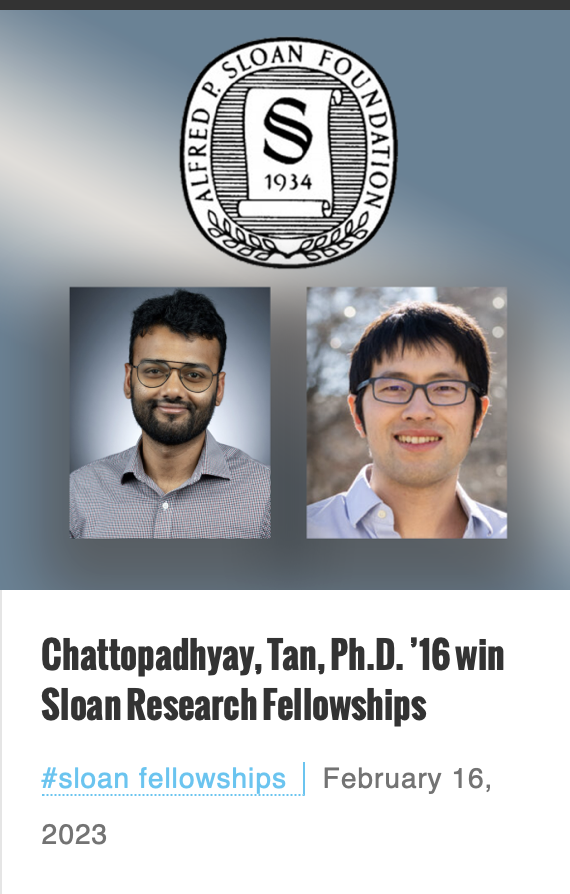 ALFRED P. SLOAN FOUNDATION
S
1934
Chattopadhyay, Tan, Ph.D. ’16 win
Sloan Research Fellowships
#sloan fellowships | February 16,
2023